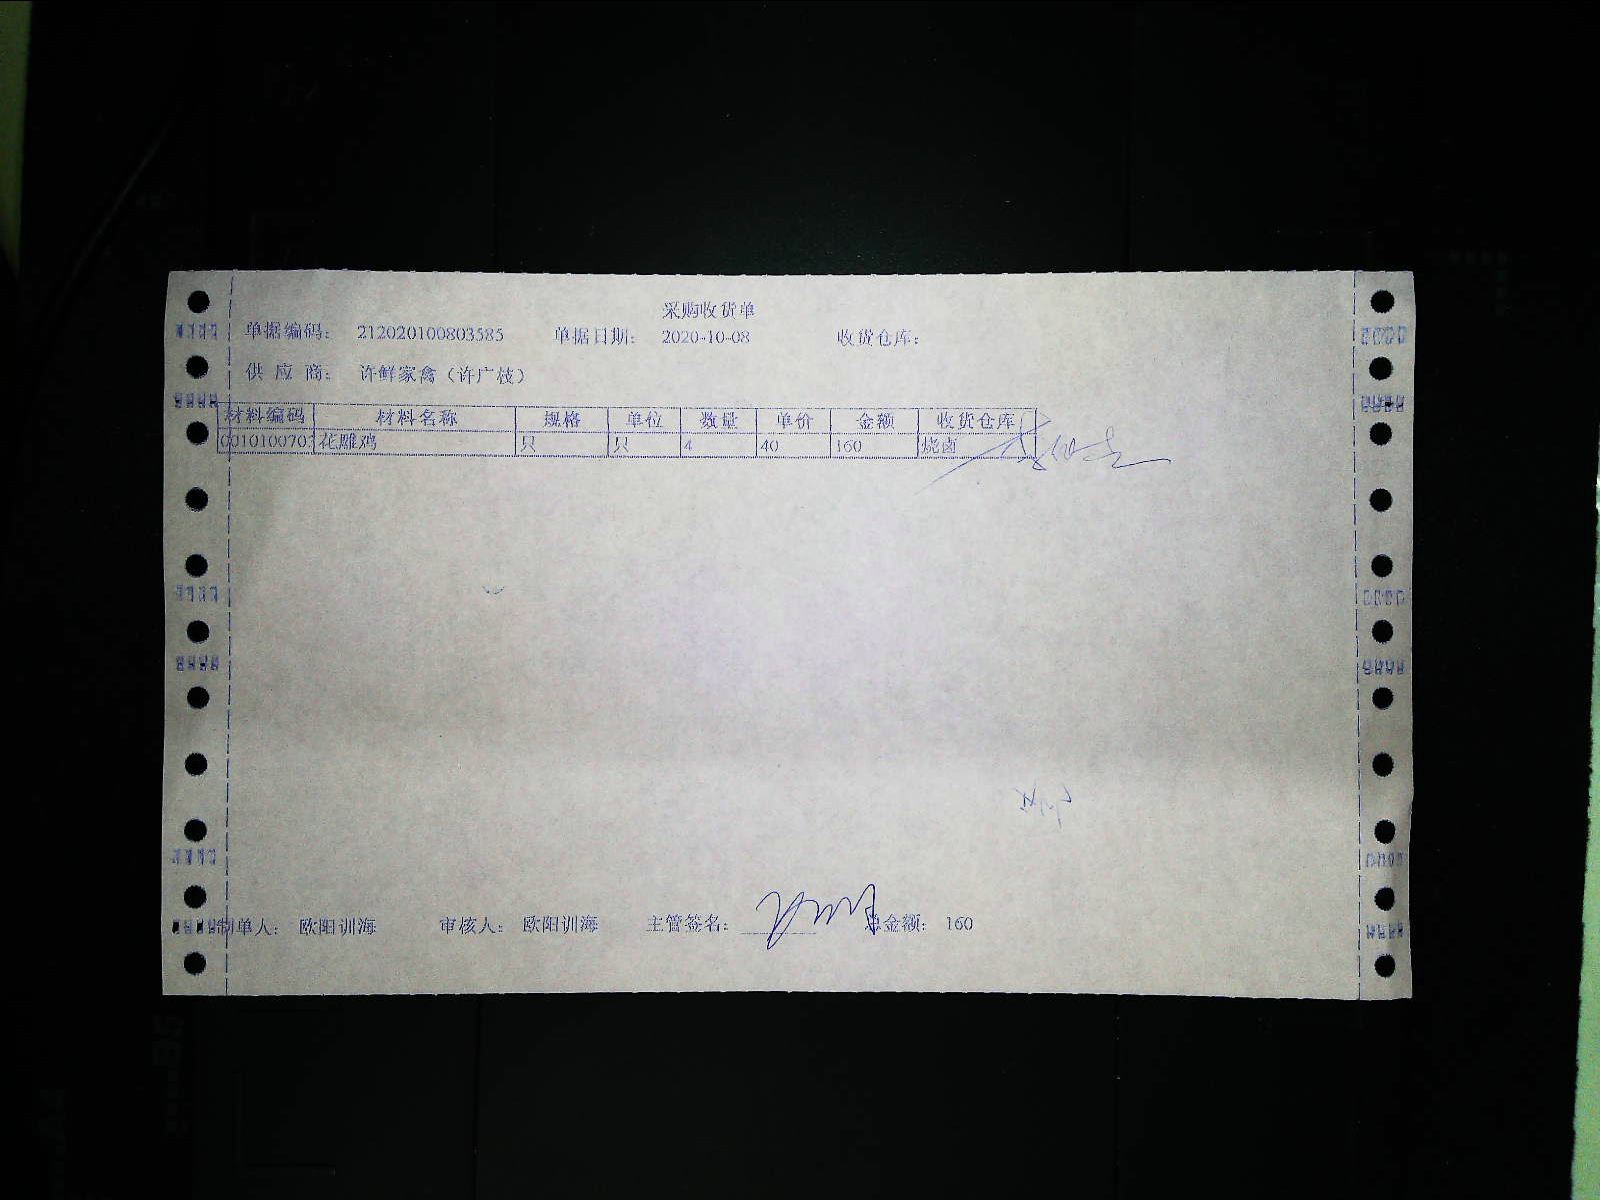 采购收货单
单据编码： 212020100803585 单据日期： 2020-10-08 收货仓库：
供应商： 许鲜家禽（许广枝）
材料编码 材料名称 规格 单位 数量 单价 金额 收货仓库
花雕鸡 只 只 4 40 160 烧卤
制单人： 欧阳训海 审核人： 欧阳训海 主管签名： 总金额： 160